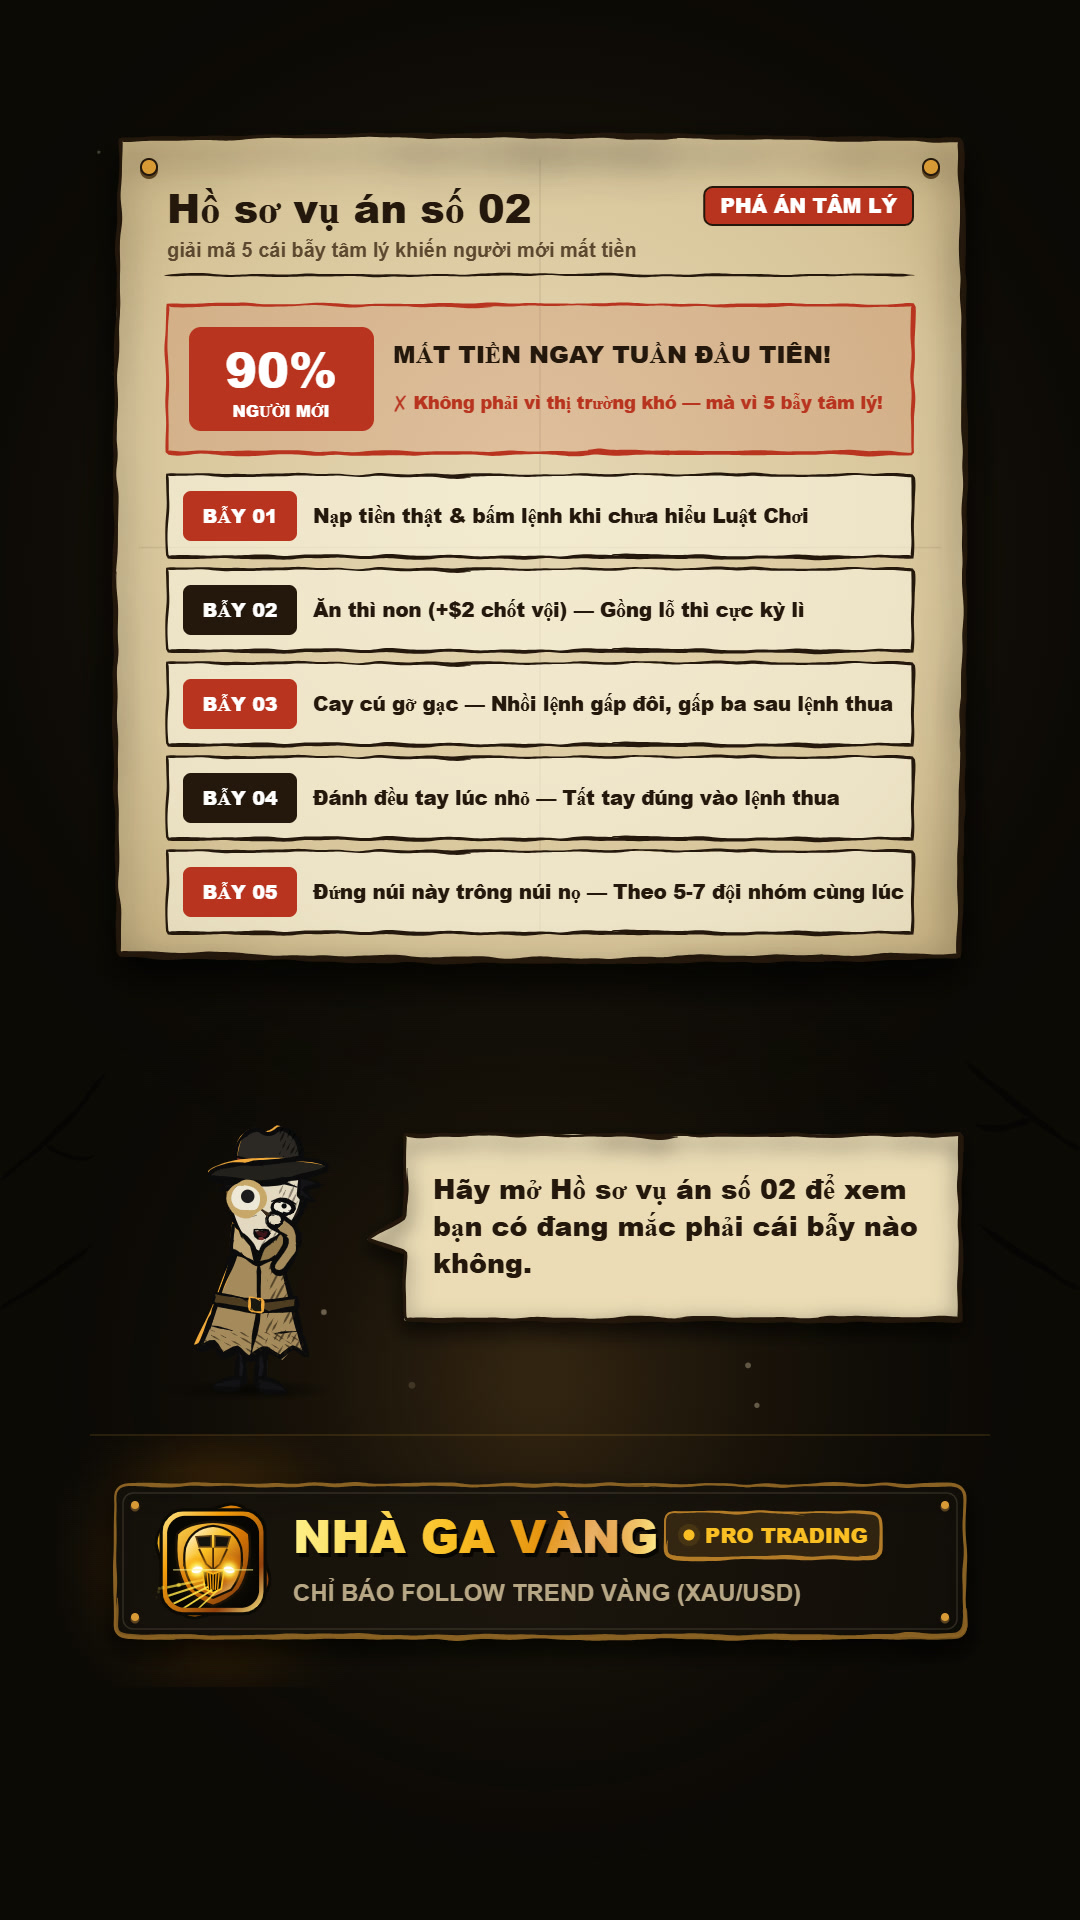 Hồ sơ vụ án số 02
PHÁ ÁN TÂM LÝ
giải mã 5 cái bẫy tâm lý khiến người mới mất tiền
90%
NGƯỜI MỚI
MẤT TIỀN NGAY TUẦN ĐẦU TIÊN!
✗ Không phải vì thị trường khó — mà vì 5 bẫy tâm lý!
BẪY 01
Nạp tiền thật & bấm lệnh khi chưa hiểu Luật Chơi
BẪY 02
Ăn thì non (+$2 chốt vội) — Gồng lỗ thì cực kỳ lì
BẪY 03
Cay cú gỡ gạc — Nhồi lệnh gấp đôi, gấp ba sau lệnh thua
BẪY 04
Đánh đều tay lúc nhỏ — Tất tay đúng vào lệnh thua
BẪY 05
Đứng núi này trông núi nọ — Theo 5-7 đội nhóm cùng lúc
Hãy mở Hồ sơ vụ án số 02 để xem
bạn có đang mắc phải cái bẫy nào
không.
NHÀ GA VÀNG
PRO TRADING
CHỈ BÁO FOLLOW TREND VÀNG (XAU/USD)